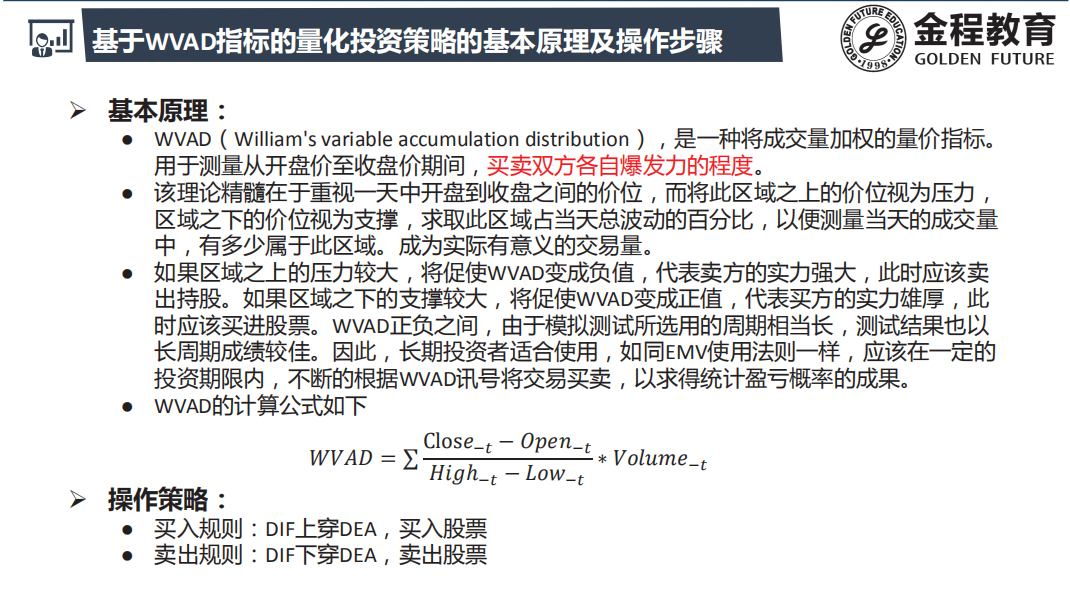 基于WVAD指标的量化投资策略的基本原理及操作步骤
GOLDEN FUTURE EDUCATION
1998
金程教育
GOLDEN FUTURE
基本原理：
WVAD（William's variable accumulation distribution），是一种将成交量加权的量价指标。
用于测量从开盘价至收盘价期间，买卖双方各自爆发力的程度。
该理论精髓在于重视一天中开盘到收盘之间的价位，而将此区域之上的价位视为压力，
区域之下的价位视为支撑，求取此区域占当天总波动的百分比，以便测量当天的成交量
中，有多少属于此区域。成为实际有意义的交易量。
如果区域之上的压力较大，将促使WVAD变成负值，代表卖方的实力强大，此时应该卖
出持股。如果区域之下的支撑较大，将促使WVAD变成正值，代表买方的实力雄厚，此
时应该买进股票。WVAD正负之间，由于模拟测试所选用的周期相当长，测试结果也以
长周期成绩较佳。因此，长期投资者适合使用，如同EMV使用法则一样，应该在一定的
投资期限内，不断的根据WVAD讯号将交易买卖，以求得统计盈亏概率的成果。
WVAD的计算公式如下
WVAD = ∑ (Close₋t − Open₋t) / (High₋t − Low₋t) * Volume₋t
操作策略：
买入规则：DIF上穿DEA，买入股票
卖出规则：DIF下穿DEA，卖出股票